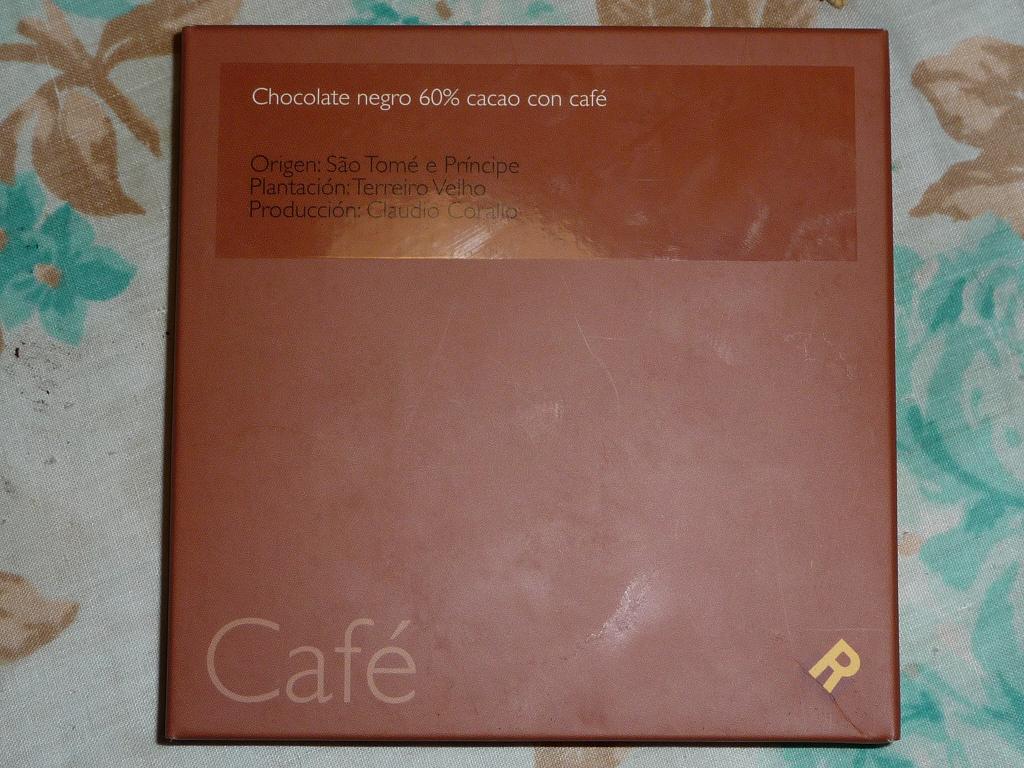 Chocolate negro 60% cacao con café
Origen: São Tomé e Príncipe
Plantación: Terreiro Velho
Producción: Claudio Corallo
Café
R